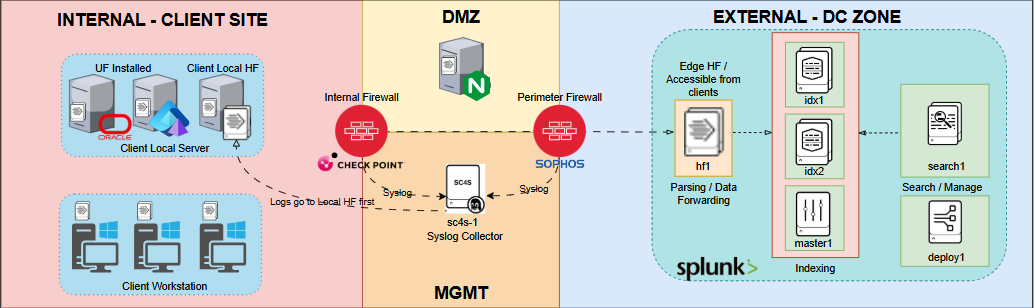 INTERNAL - CLIENT SITE
DMZ
EXTERNAL - DC ZONE
UF Installed
Client Local HF
ORACLE
Client Local Server
N
Internal Firewall
Perimeter Firewall
CHECK POINT
SOPHOS
Edge HF /
Accessible from
clients
hf1
Parsing / Data
Forwarding
idx1
idx2
master1
Indexing
search1
Search / Manage
deploy1
Syslog
Syslog
SC4S
sc4s-1
Syslog Collector
Logs go to Local HF first
Client Workstation
MGMT
splunk>